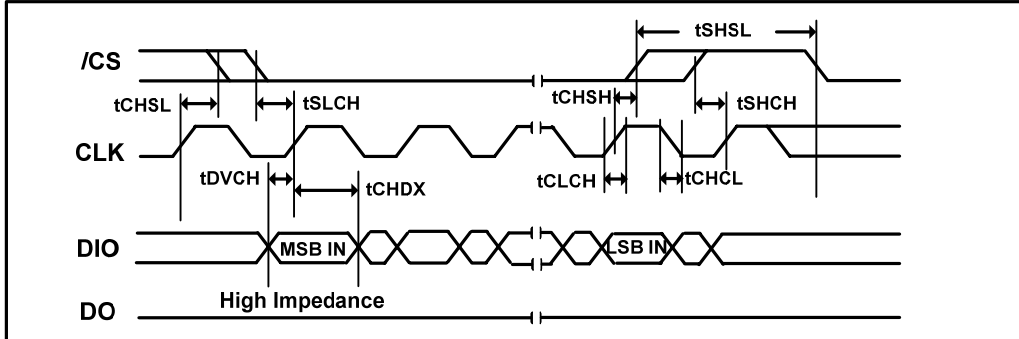 tSHSL
/CS
tCHSL
tSLCH
tCHSH
tSHCH
CLK
tDVCH
tCHDX
tCLCH
tCHCL
DIO
MSB IN
LSB IN
High Impedance
DO